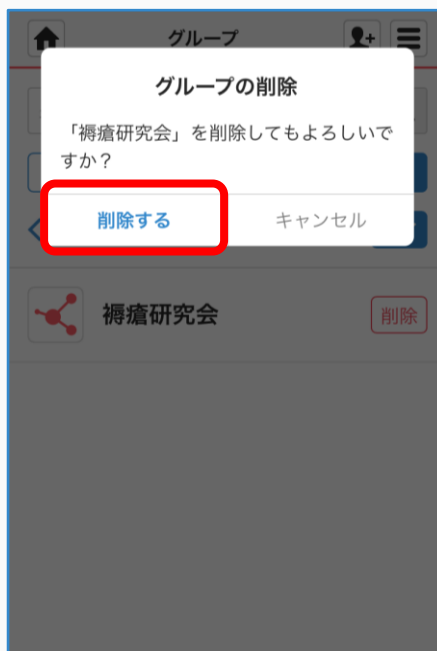 グループ
グループの削除
「褥瘡研究会」を削除してもよろしいで
すか？
削除する
キャンセル
褥瘡研究会
削除